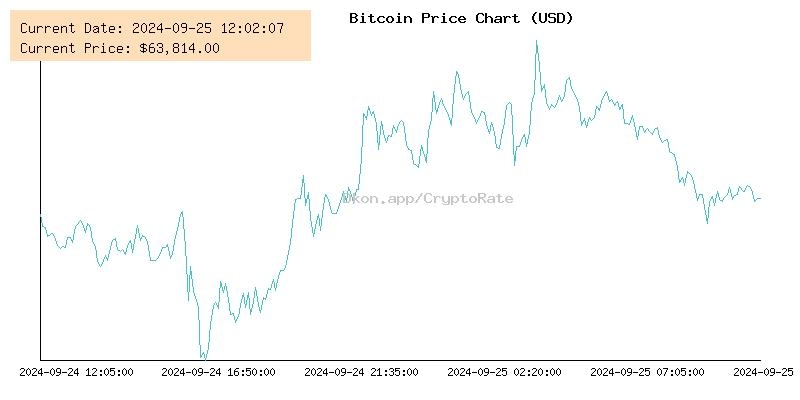 Bitcoin Price Chart (USD)
Current Date: 2024-09-25 12:02:07
Current Price: $63,814.00
kon.app/CryptoRate
2024-09-24 12:05:00
2024-09-24 16:50:00
2024-09-24 21:35:00
2024-09-25 02:20:00
2024-09-25 07:05:00
2024-09-25